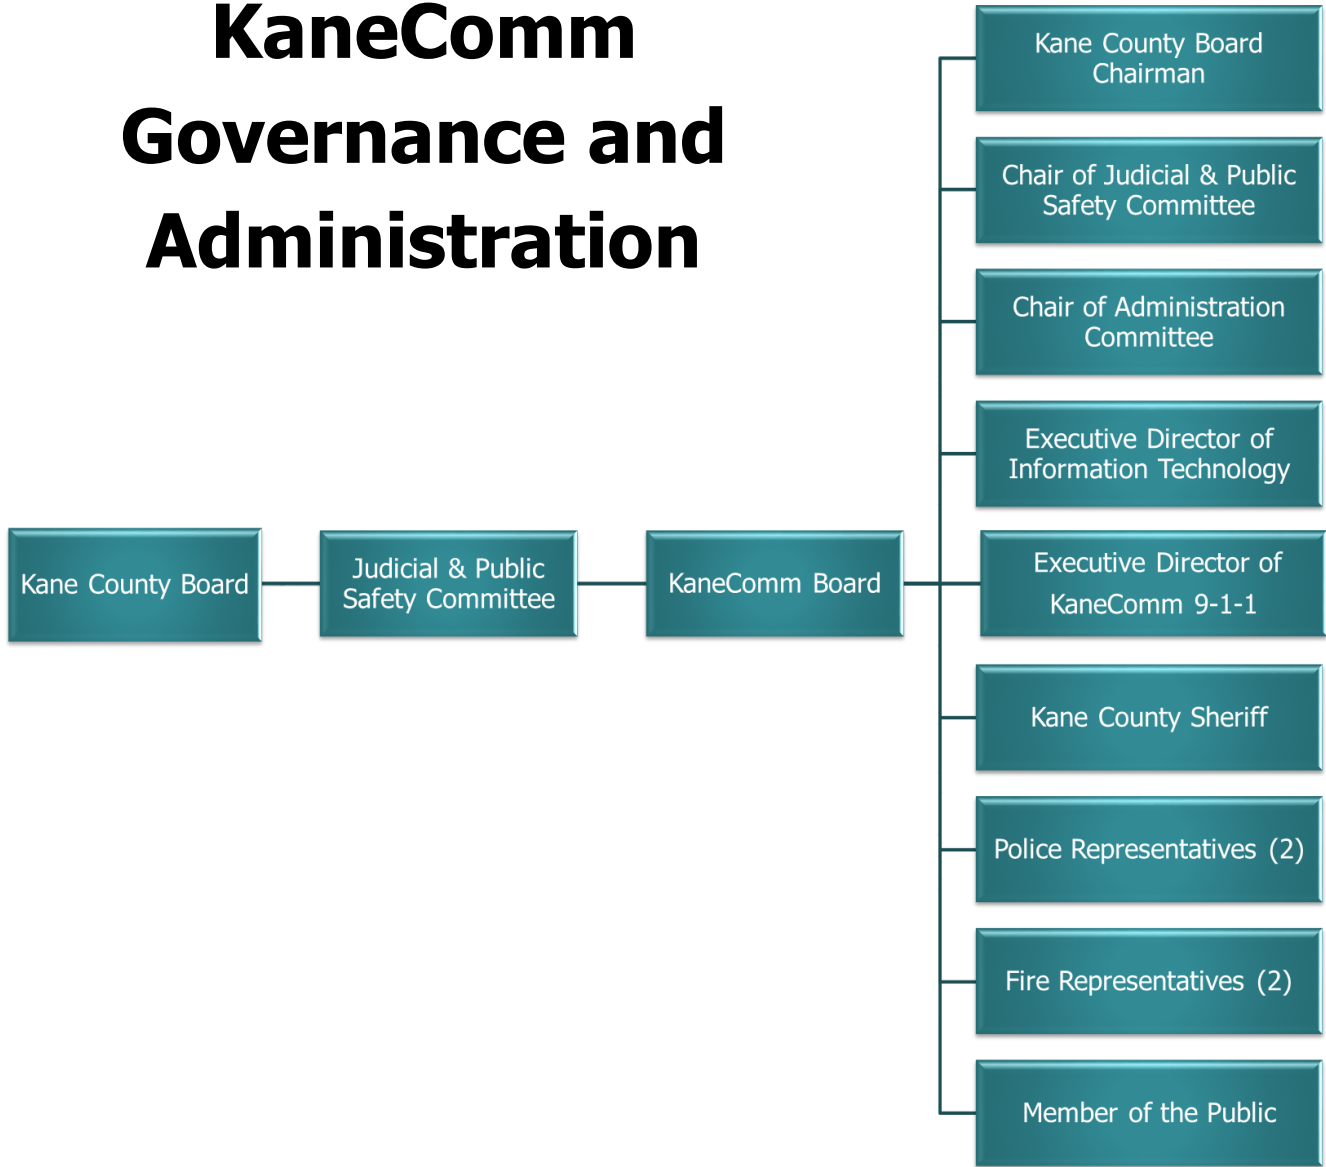 KaneComm
Governance and
Administration
Kane County Board
Judicial & Public
Safety Committee
KaneComm Board
Kane County Board
Chairman
Chair of Judicial & Public
Safety Committee
Chair of Administration
Committee
Executive Director of
Information Technology
Executive Director of
KaneComm 9-1-1
Kane County Sheriff
Police Representatives (2)
Fire Representatives (2)
Member of the Public